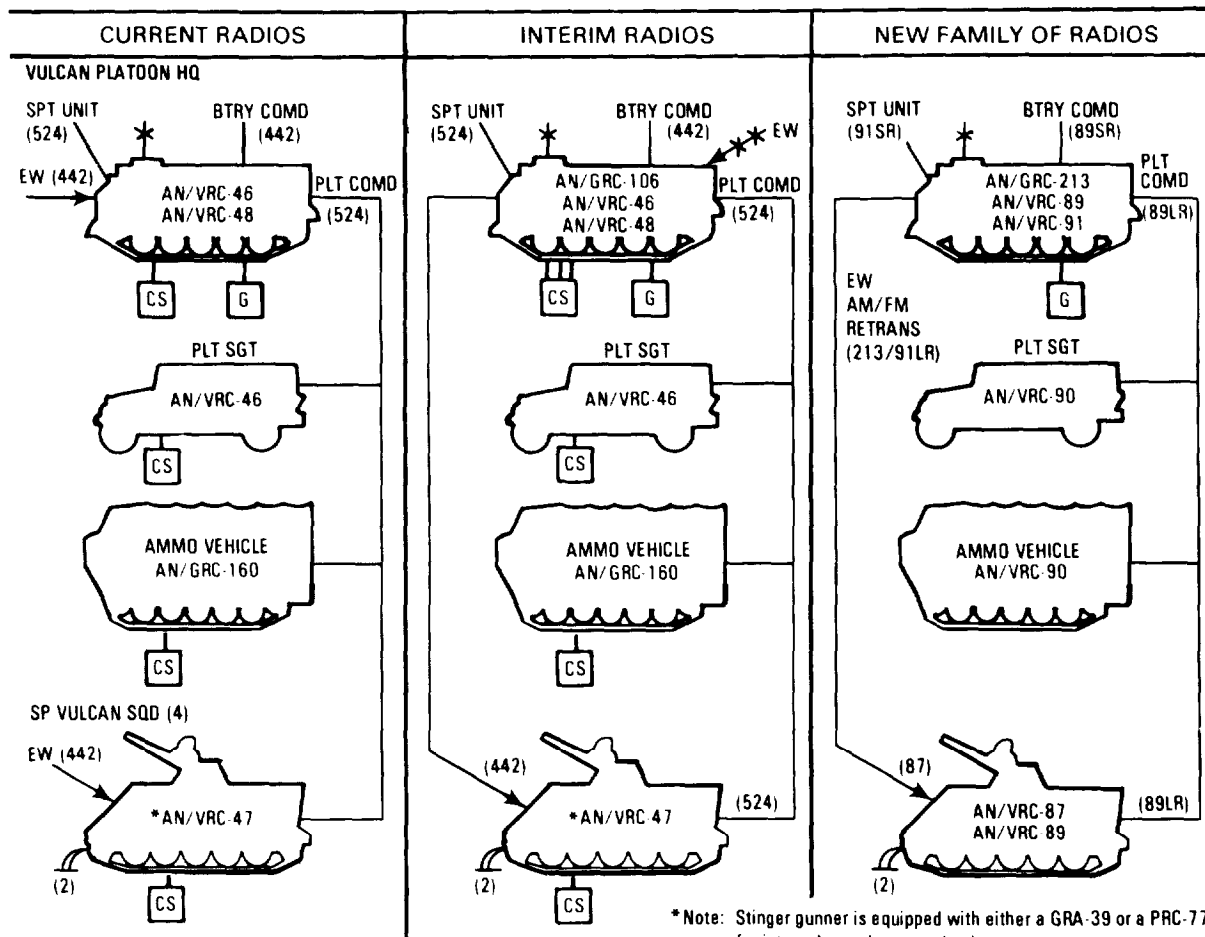 CURRENT RADIOS
INTERIM RADIOS
NEW FAMILY OF RADIOS
VULCAN PLATOON HQ
SPT UNIT
(524)
BTRY COMD
(442)
EW (442)
AN/VRC-46
AN/VRC-48
PLT COMD
(524)
CS
G
PLT SGT
AN/VRC-46
CS
AMMO VEHICLE
AN/GRC-160
CS
SP VULCAN SQD (4)
EW (442)
*AN/VRC-47
(2)
CS
SPT UNIT
(524)
BTRY COMD
(442)
EW
AN/GRC-106
AN/VRC-46
AN/VRC-48
PLT COMD
(524)
CS
G
PLT SGT
AN/VRC-46
CS
AMMO VEHICLE
AN/GRC-160
CS
(442)
*AN/VRC-47
(524)
(2)
CS
SPT UNIT
(91SR)
BTRY COMD
(89SR)
AN/GRC-213
AN/VRC-89
AN/VRC-91
PLT
COMD
(89LR)
G
EW
AM/FM
RETRANS
(213/91LR)
PLT SGT
AN/VRC-90
AMMO VEHICLE
AN/VRC-90
(87)
AN/VRC-87
AN/VRC-89
(89LR)
(2)
*Note: Stinger gunner is equipped with either a GRA-39 or a PRC-77